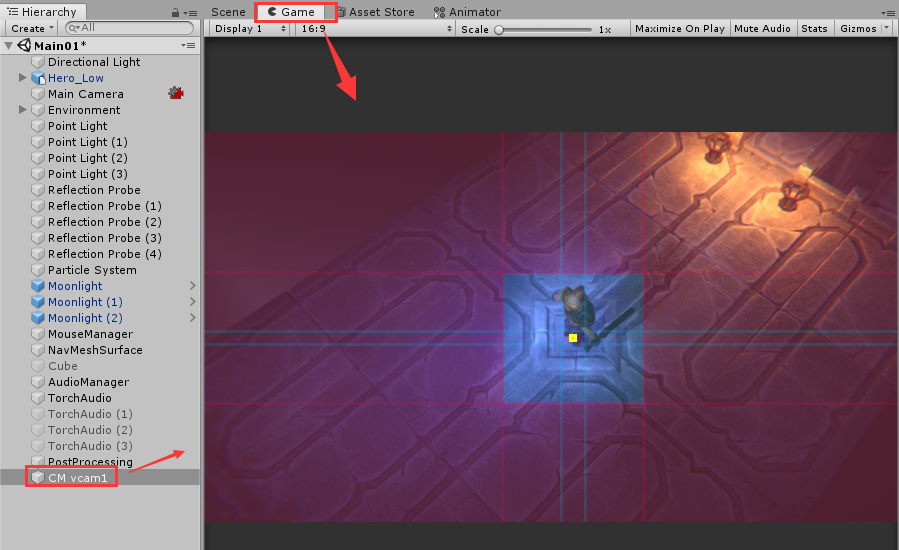 Hierarchy
Create
All
Main01*
Directional Light
Hero_Low
Main Camera
Environment
Point Light
Point Light (1)
Point Light (2)
Point Light (3)
Reflection Probe
Reflection Probe (1)
Reflection Probe (2)
Reflection Probe (3)
Reflection Probe (4)
Particle System
Moonlight
Moonlight (1)
Moonlight (2)
MouseManager
NavMeshSurface
Cube
AudioManager
TorchAudio
TorchAudio (1)
TorchAudio (2)
TorchAudio (3)
PostProcessing
CM vcam1
Scene Game Asset Store Animator
Display 1 16:9 Scale 1x Maximize On Play Mute Audio Stats Gizmos